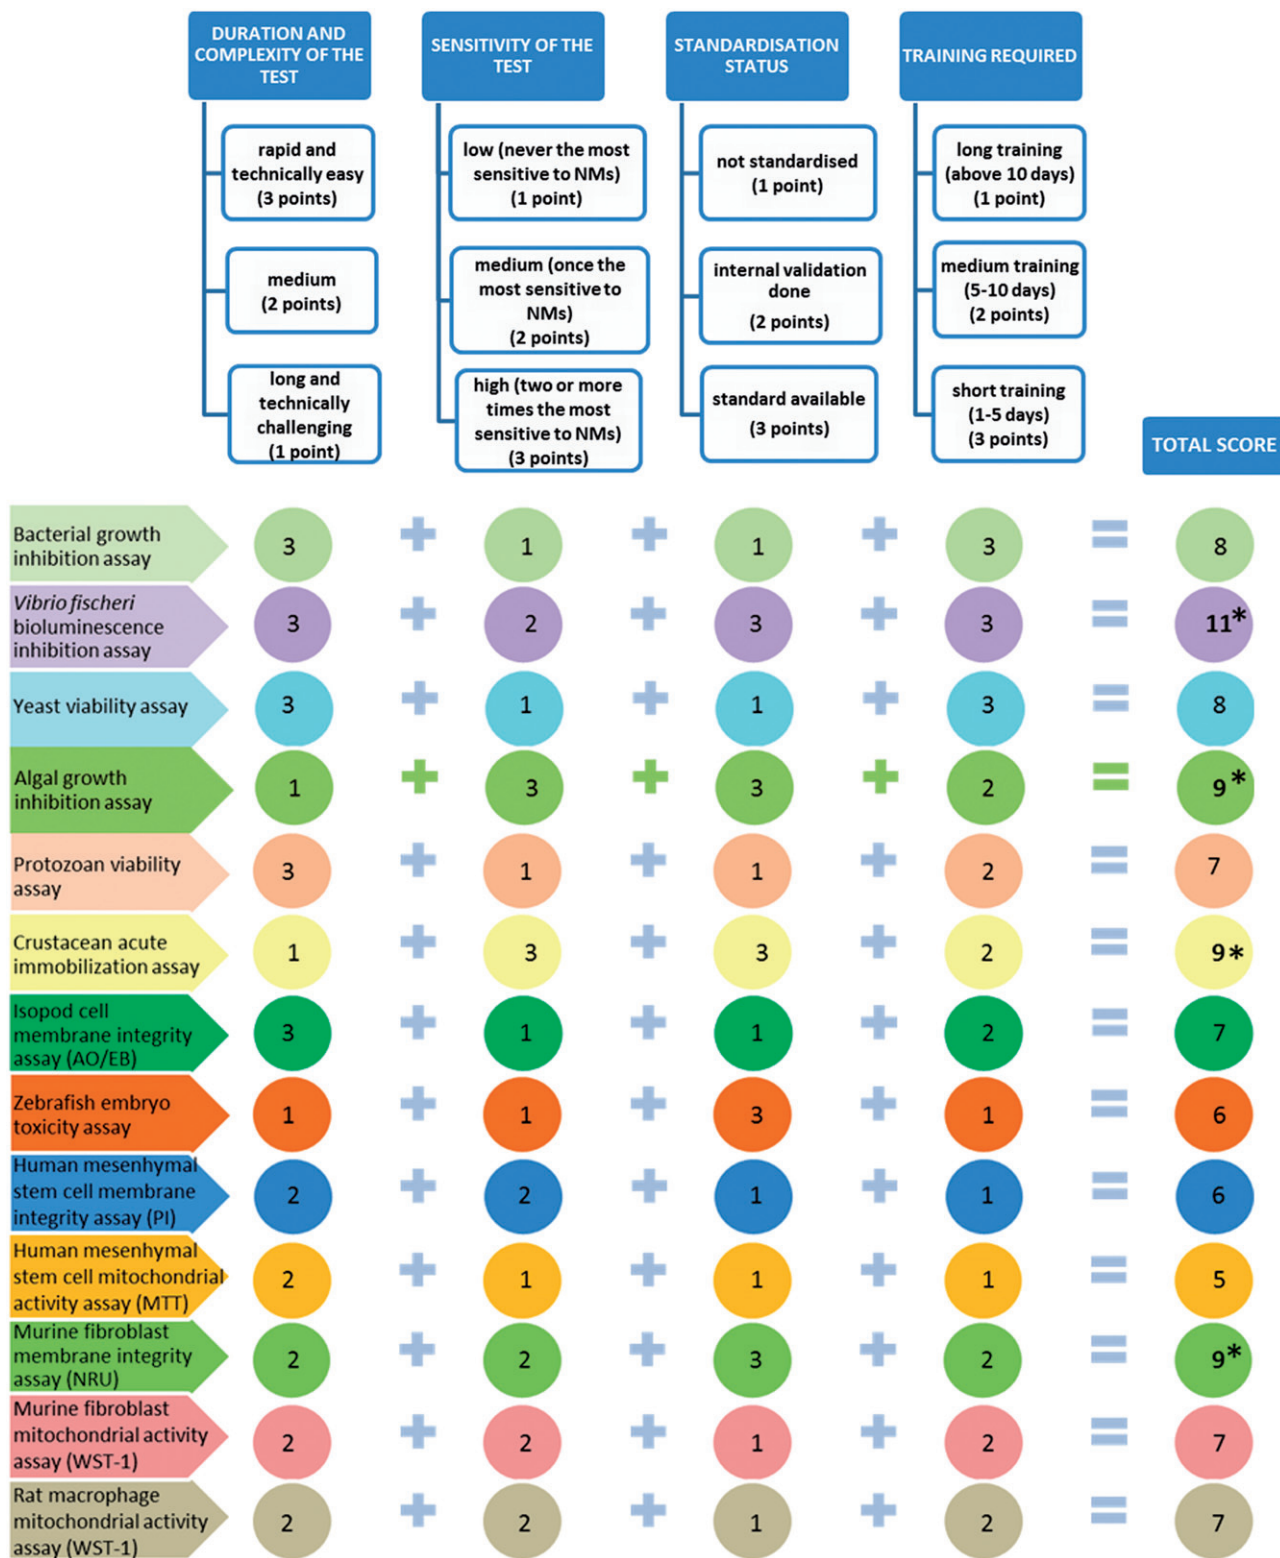 DURATION AND
COMPLEXITY OF THE
TEST
SENSITIVITY OF THE
TEST
STANDARDISATION
STATUS
TRAINING REQUIRED
rapid and
technically easy
(3 points)
low (never the most
sensitive to NMs)
(1 point)
not standardised
(1 point)
long training
(above 10 days)
(1 point)
medium
(2 points)
medium (once the
most sensitive to
NMs)
(2 points)
internal validation
done
(2 points)
medium training
(5-10 days)
(2 points)
long and
technically
challenging
(1 point)
high (two or more
times the most
sensitive to NMs)
(3 points)
standard available
(3 points)
short training
(1-5 days)
(3 points)
TOTAL SCORE
Bacterial growth
inhibition assay
3 + 1 + 1 + 3 = 8
Vibrio fischeri
bioluminescence
inhibition assay
3 + 2 + 3 + 3 = 11*
Yeast viability assay
3 + 1 + 1 + 3 = 8
Algal growth
inhibition assay
1 + 3 + 3 + 2 = 9*
Protozoan viability
assay
3 + 1 + 1 + 2 = 7
Crustacean acute
immobilization assay
1 + 3 + 3 + 2 = 9*
Isopod cell
membrane integrity
assay (AO/EB)
3 + 1 + 1 + 2 = 7
Zebrafish embryo
toxicity assay
1 + 1 + 3 + 1 = 6
Human mesenhymal
stem cell membrane
integrity assay (PI)
2 + 2 + 1 + 1 = 6
Human mesenhymal
stem cell mitochondrial
activity assay (MTT)
2 + 1 + 1 + 1 = 5
Murine fibroblast
membrane integrity
assay (NRU)
2 + 2 + 3 + 2 = 9*
Murine fibroblast
mitochondrial activity
assay (WST-1)
2 + 2 + 1 + 2 = 7
Rat macrophage
mitochondrial activity
assay (WST-1)
2 + 2 + 1 + 2 = 7